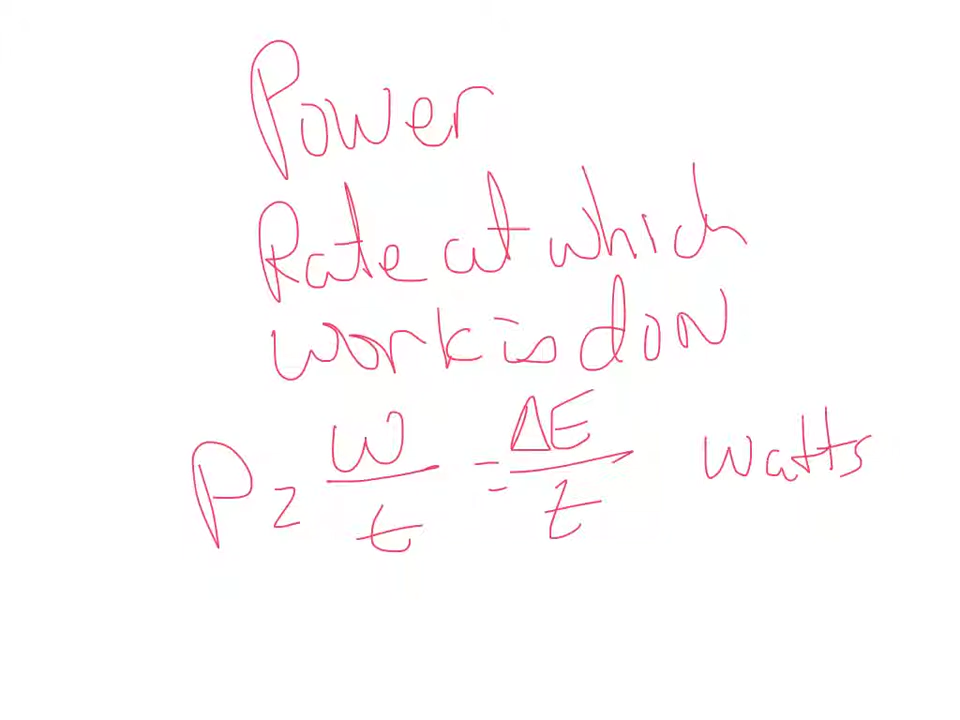 Power
Rate at which
work is don
P = W/t = ΔE/t watts